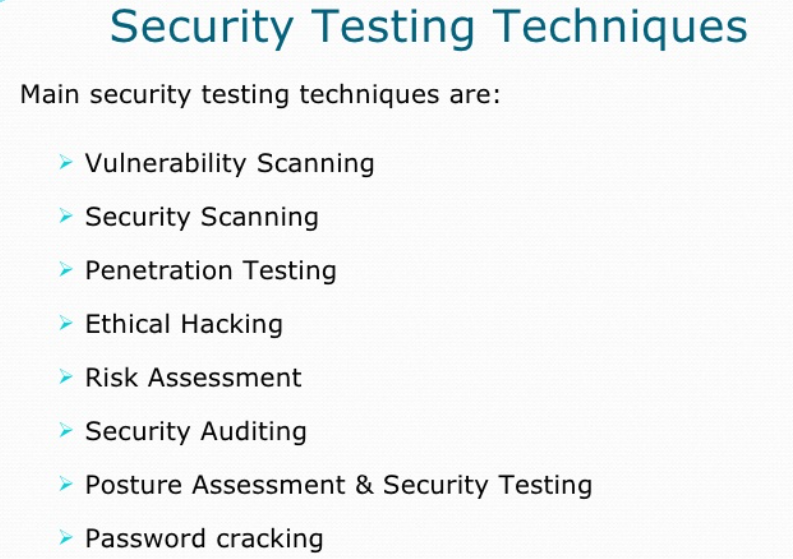 Security Testing Techniques
Main security testing techniques are:
Vulnerability Scanning
Security Scanning
Penetration Testing
Ethical Hacking
Risk Assessment
Security Auditing
Posture Assessment & Security Testing
Password cracking